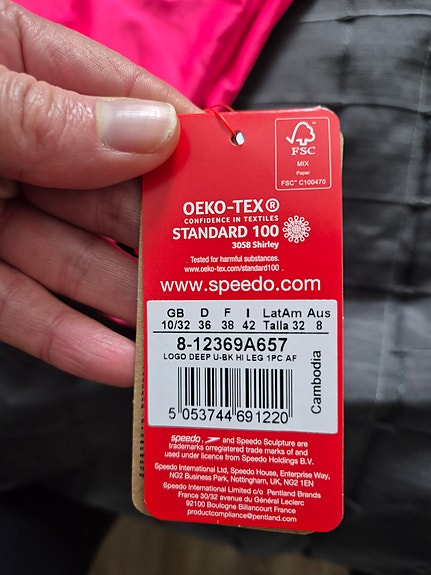 FSC
MIX
Paper
FSC™ C100470
OEKO-TEX®
CONFIDENCE IN TEXTILES
STANDARD 100
3058 Shirley
Tested for harmful substances.
www.oeko-tex.com/standard100 .
www.speedo.com
GB D F I LatAm Aus
10/32 36 38 42 Talla 32 8
8-12369A657
LOGO DEEP U-BK HI LEG 1PC AF
Cambodia
5 053744 691220
speedo and Speedo Sculpture are
trademarks orregistered trade marks of and
used under licence from Speedo Holdings B.V.
Speedo International Ltd, Speedo House, Enterprise Way,
NG2 Business Park, Nottingham, UK, NG2 1EN
Speedo International Limited c/o Pentland Brands
France 30/32 avenue du Général Leclerc
92100 Boulogne Billancourt France
productcompliance@pentland.com